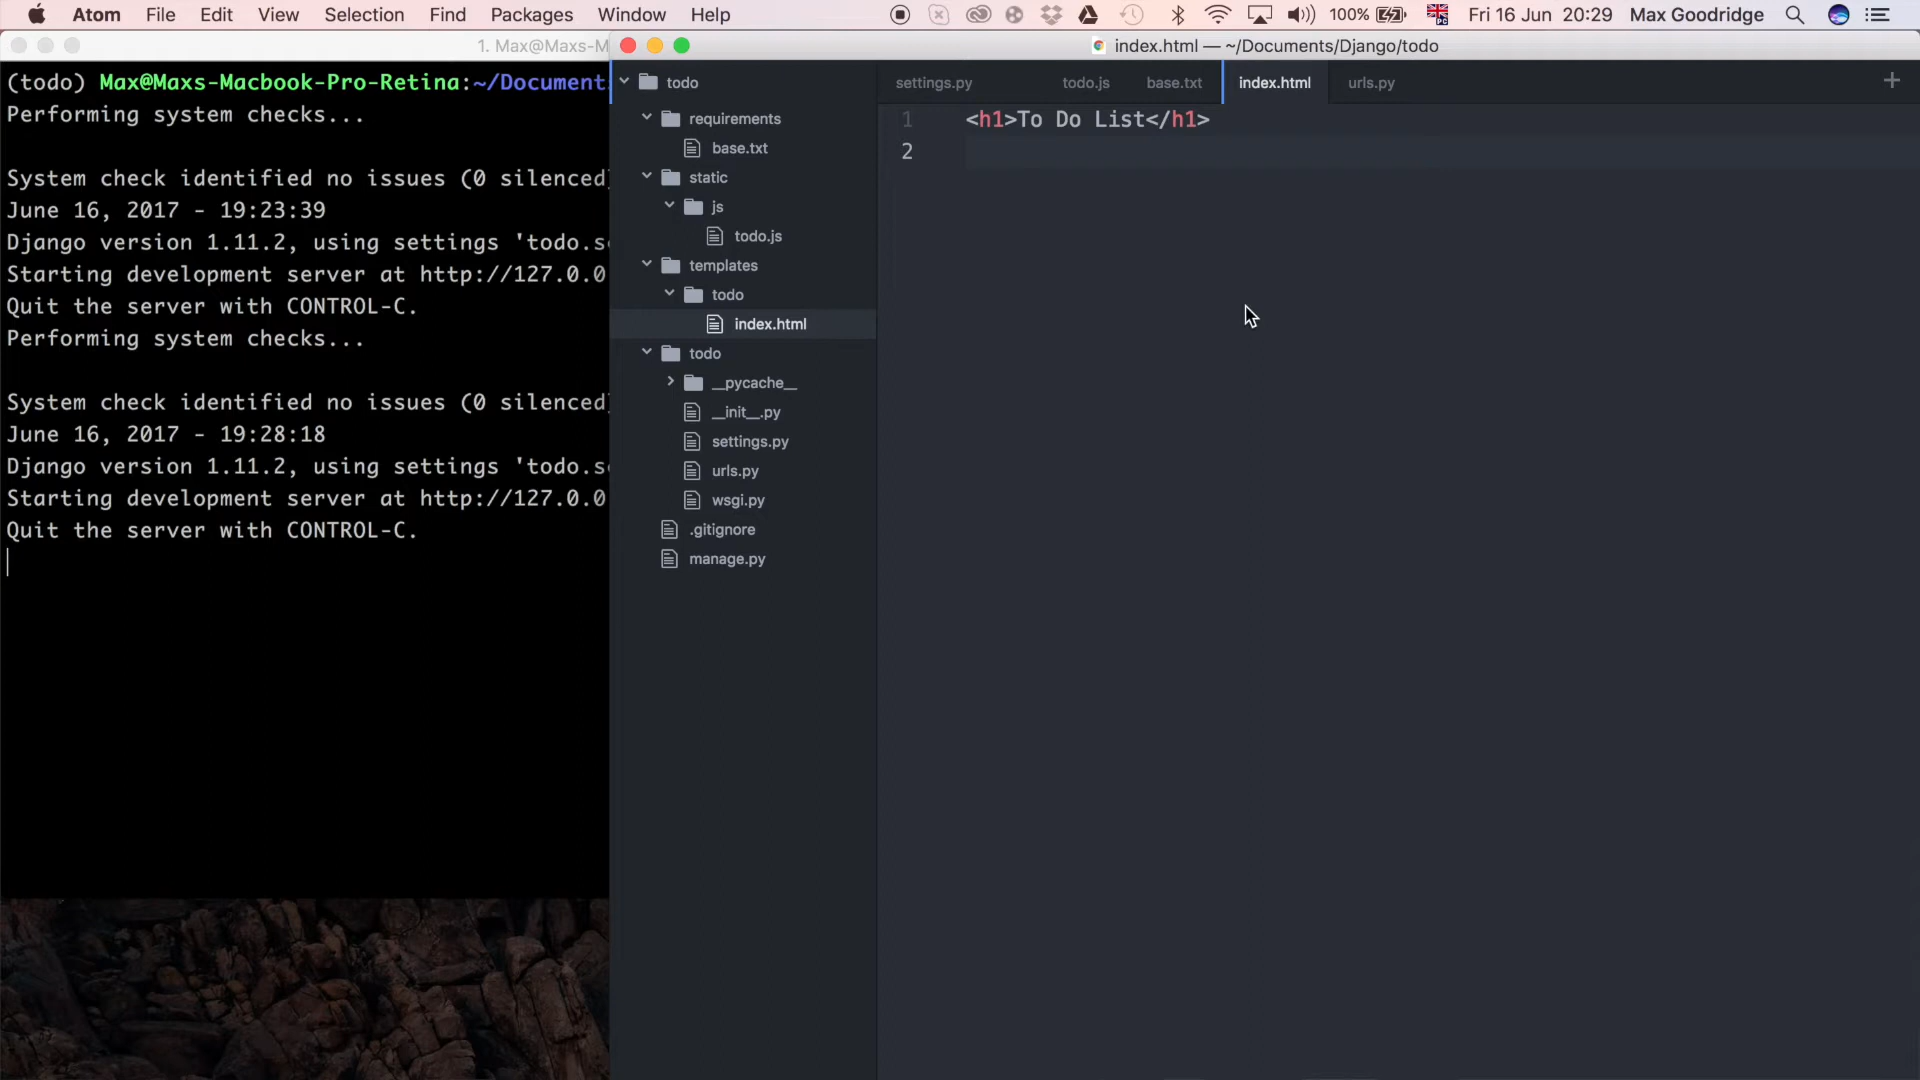 Atom File Edit View Selection Find Packages Window Help 100% Fri 16 Jun 20:29 Max Goodridge
1. Max@Maxs-M
(todo) Max@Maxs-Macbook-Pro-Retina:~/Document
Performing system checks...
System check identified no issues (0 silenced
June 16, 2017 - 19:23:39
Django version 1.11.2, using settings 'todo.s
Starting development server at http://127.0.0
Quit the server with CONTROL-C.
Performing system checks...
System check identified no issues (0 silenced
June 16, 2017 - 19:28:18
Django version 1.11.2, using settings 'todo.s
Starting development server at http://127.0.0
Quit the server with CONTROL-C.
index.html — ~/Documents/Django/todo
todo
requirements
base.txt
static
js
todo.js
templates
todo
index.html
todo
__pycache__
__init__.py
settings.py
urls.py
wsgi.py
.gitignore
manage.py
settings.py todo.js base.txt index.html urls.py
1 <h1>To Do List</h1>
2